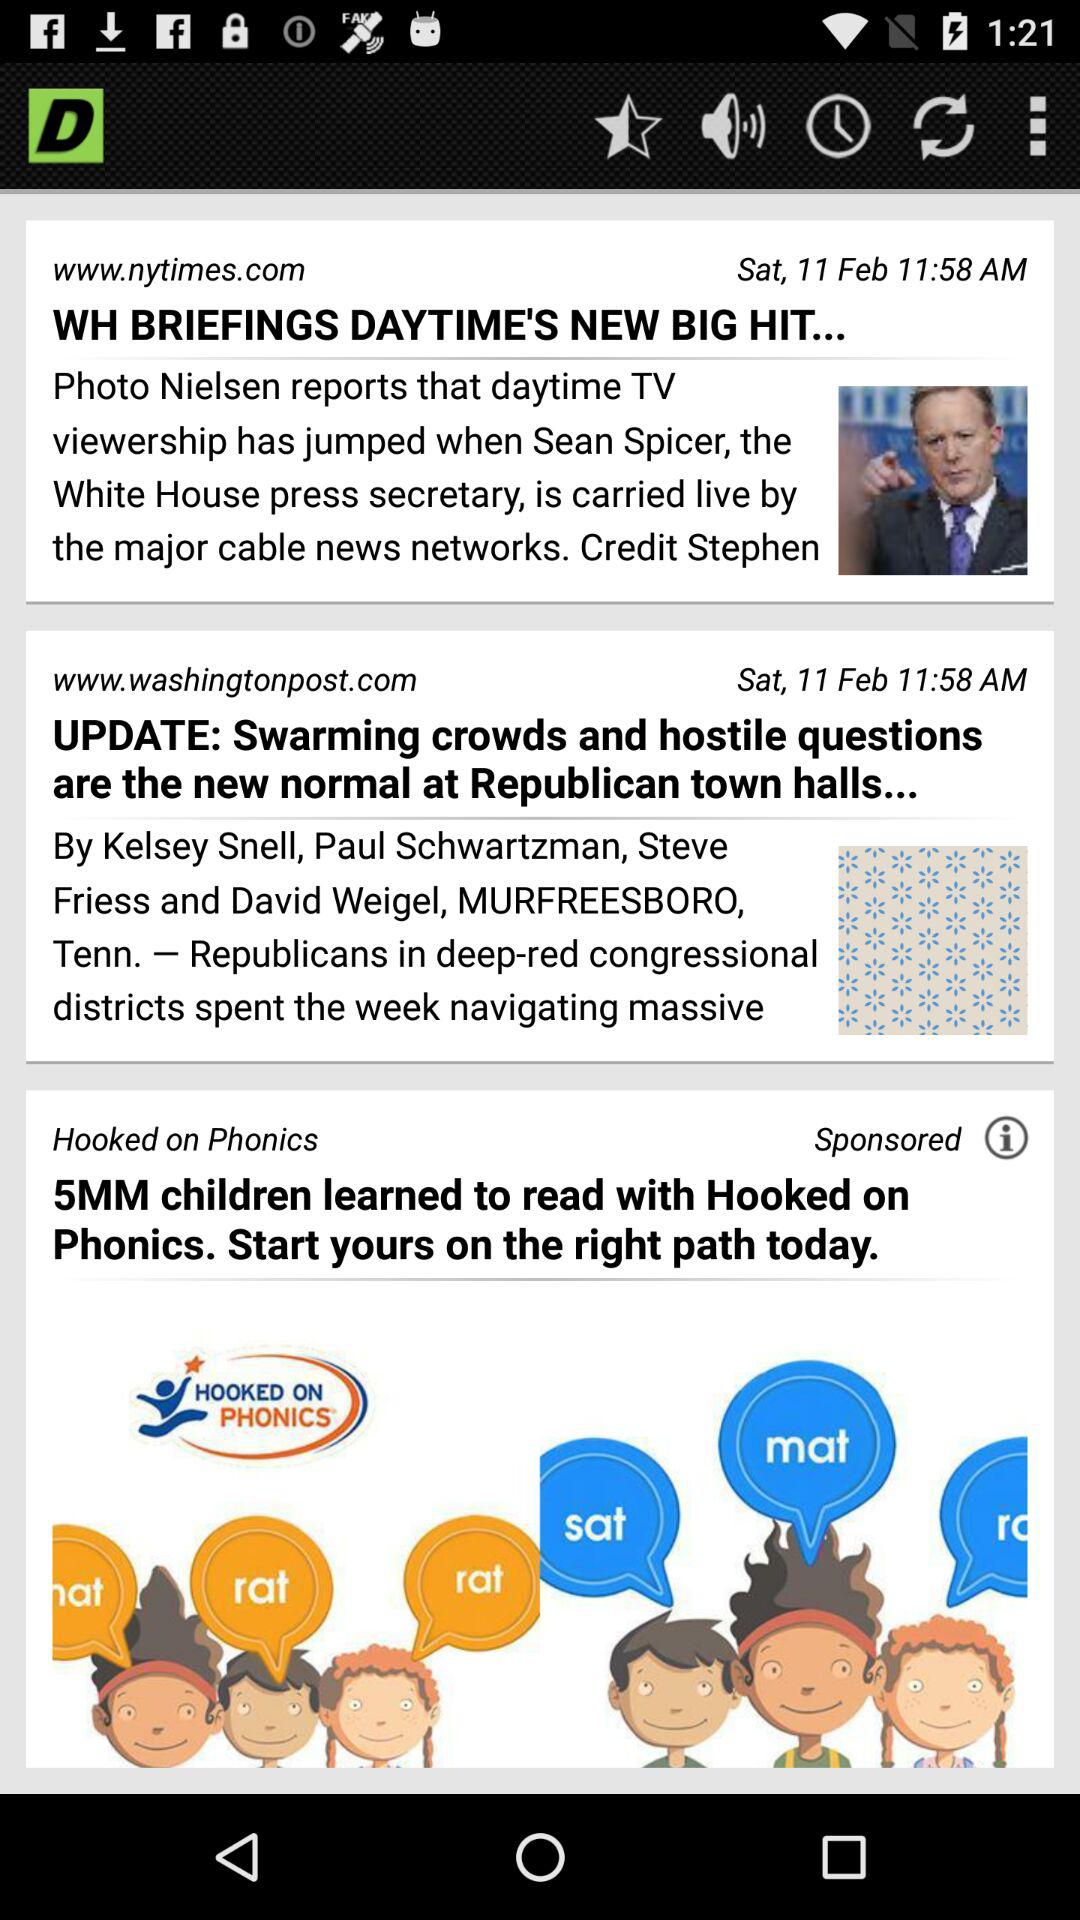 FAKE
1:21
D
www.nytimes.com Sat, 11 Feb 11:58 AM
WH BRIEFINGS DAYTIME'S NEW BIG HIT...
Photo Nielsen reports that daytime TV
viewership has jumped when Sean Spicer, the
White House press secretary, is carried live by
the major cable news networks. Credit Stephen
www.washingtonpost.com Sat, 11 Feb 11:58 AM
UPDATE: Swarming crowds and hostile questions
are the new normal at Republican town halls...
By Kelsey Snell, Paul Schwartzman, Steve
Friess and David Weigel, MURFREESBORO,
Tenn. — Republicans in deep-red congressional
districts spent the week navigating massive
Hooked on Phonics Sponsored
5MM children learned to read with Hooked on
Phonics. Start yours on the right path today.
HOOKED ON
PHONICS
mat
sat
rat
rat